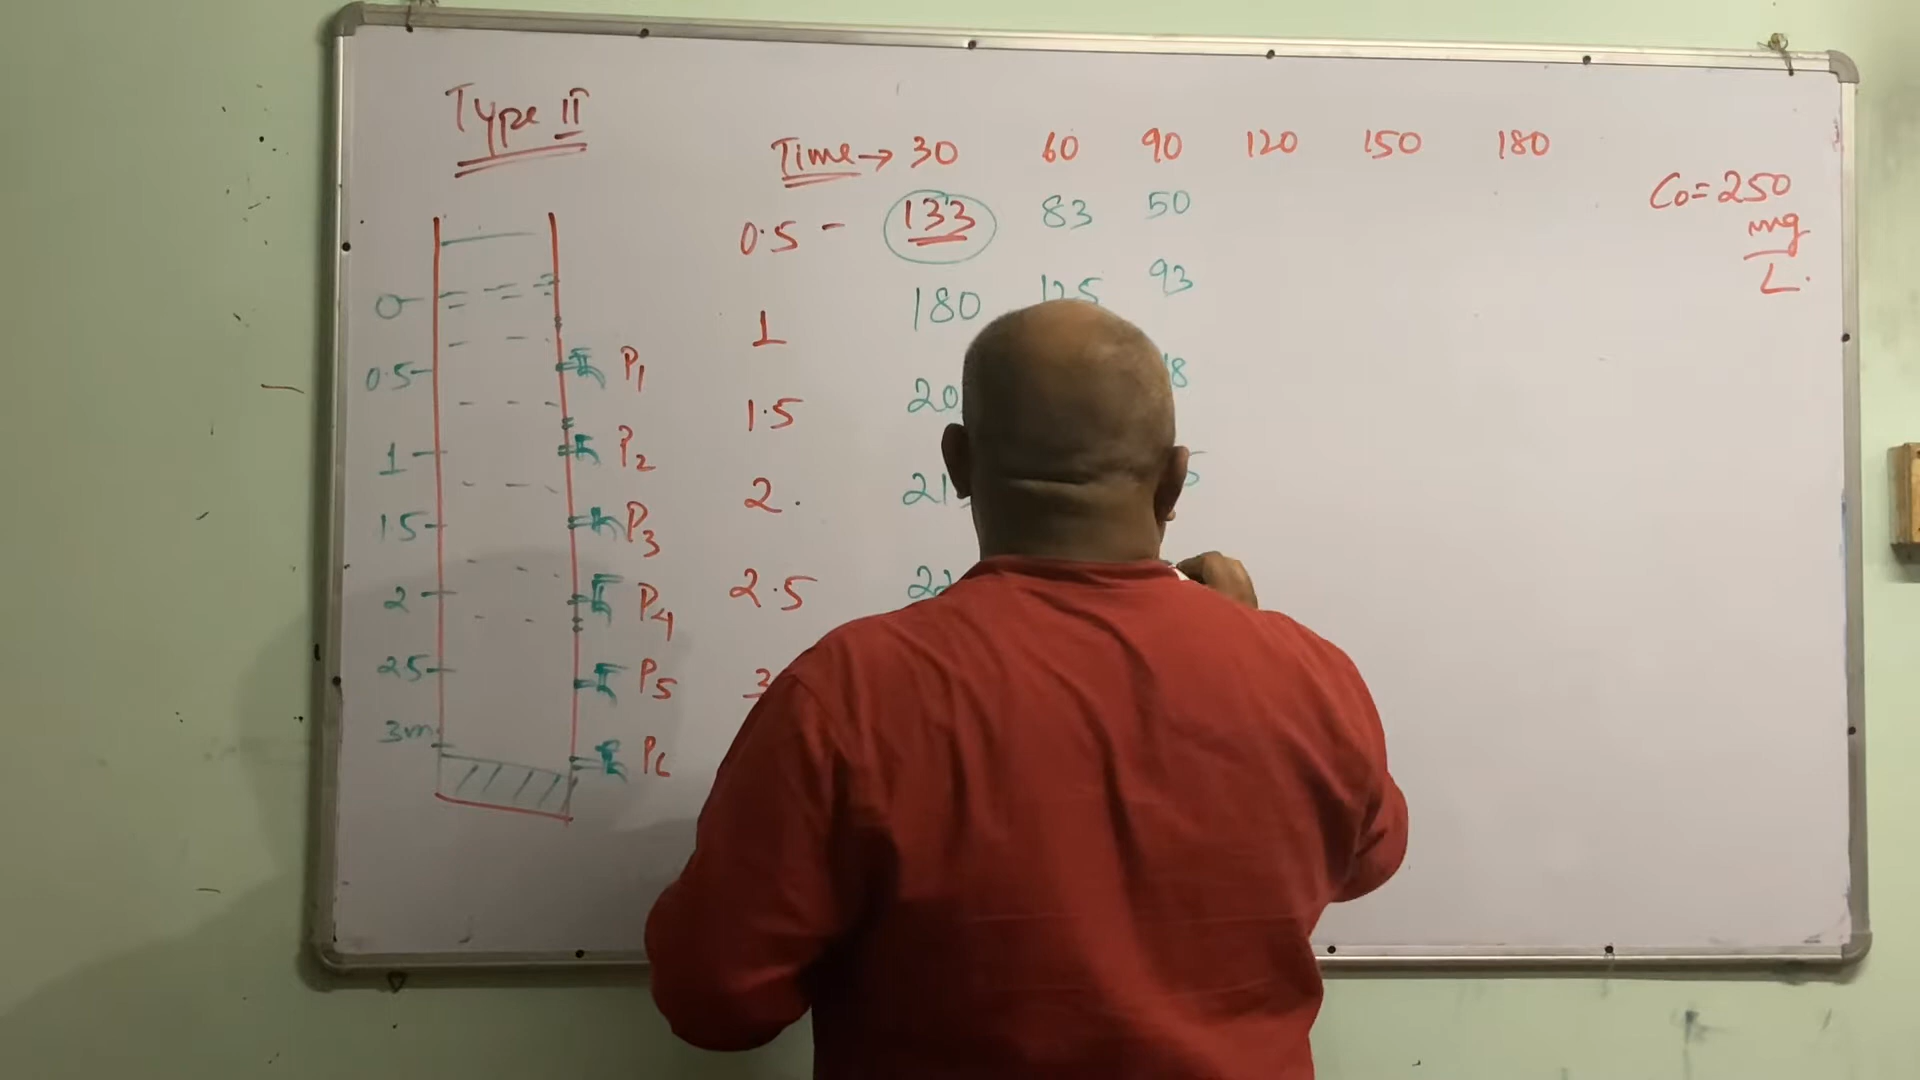 Type II
Time → 30 60 90 120 150 180
C₀ = 250 mg/L.
0.5 - 133 83 50
1 180 125 93
1.5
2.
2.5
3
0
0.5 P1
1 P2
1.5 P3
2 P4
2.5 P5
3m P6